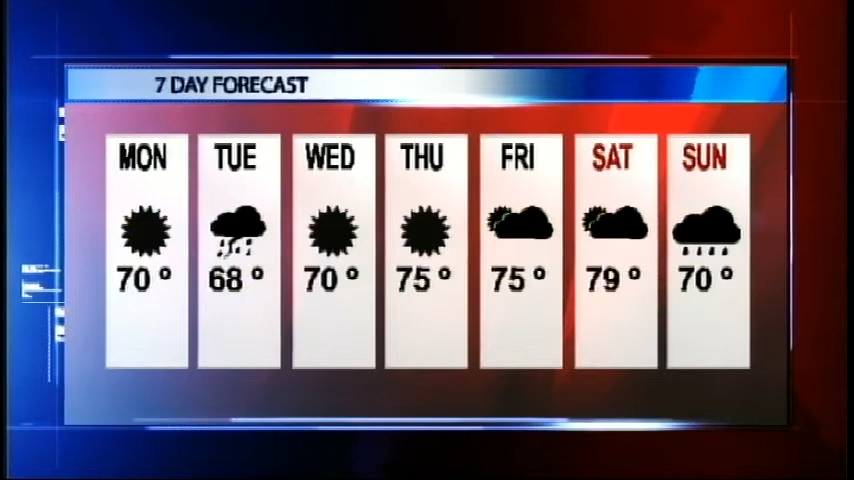 7 DAY FORECAST
MON TUE WED THU FRI SAT SUN
70 º 68 º 70 º 75 º 75 º 79 º 70 º